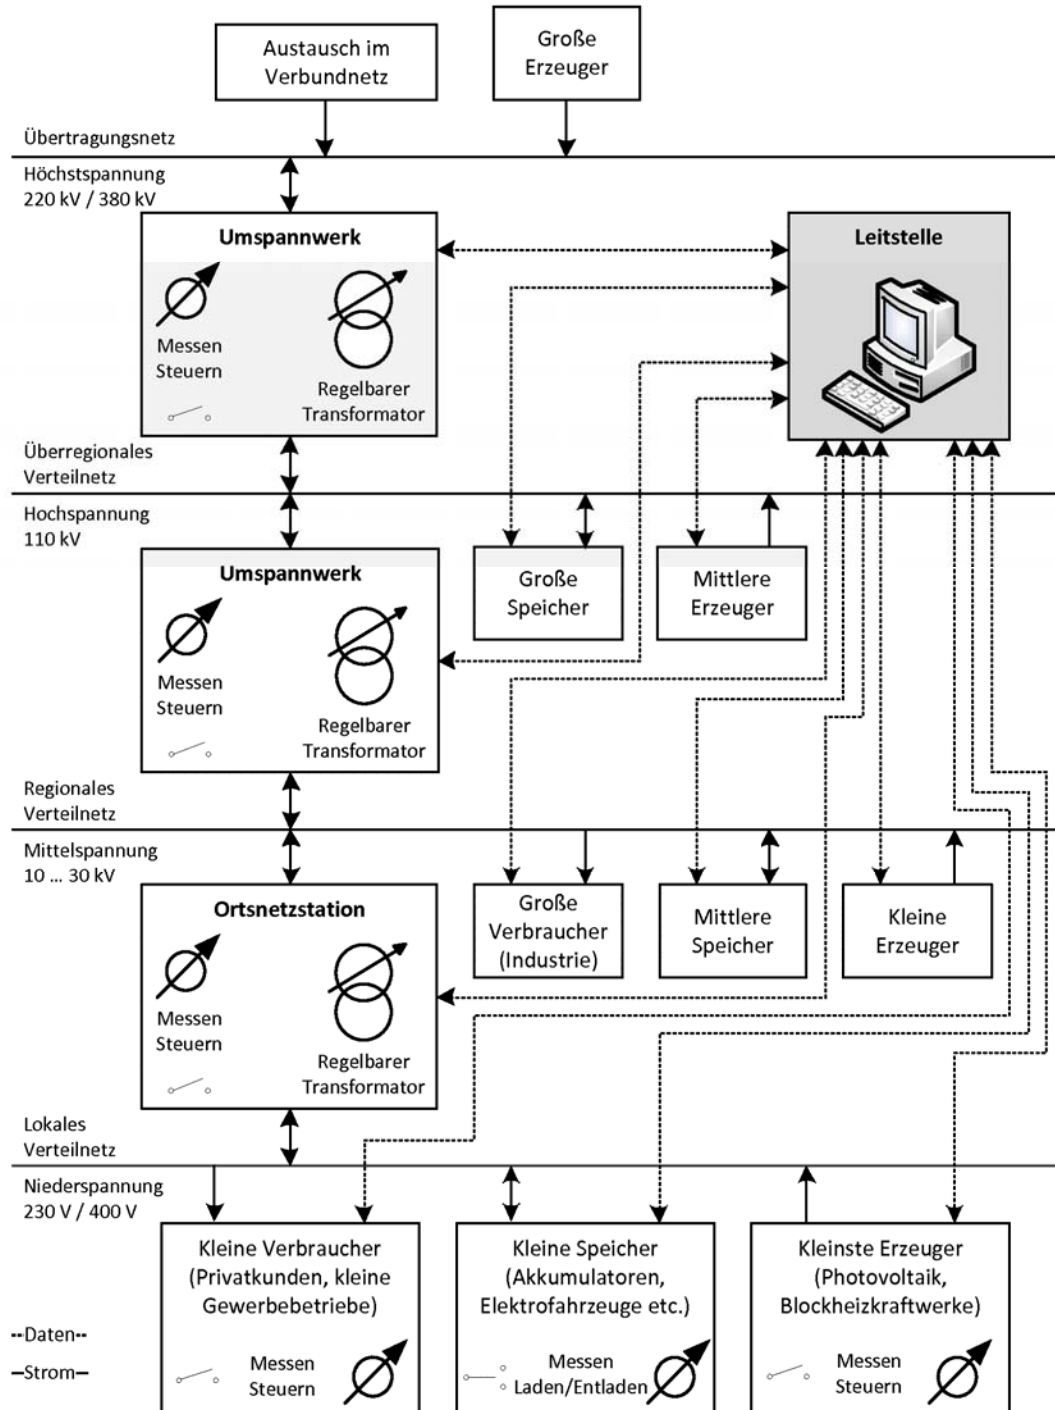 Austausch im
Verbundnetz
Große
Erzeuger
Übertragungsnetz
Höchstspannung
220 kV / 380 kV
Umspannwerk
Messen
Steuern
Regelbarer
Transformator
Leitstelle
Überregionales
Verteilnetz
Hochspannung
110 kV
Umspannwerk
Messen
Steuern
Regelbarer
Transformator
Große
Speicher
Mittlere
Erzeuger
Regionales
Verteilnetz
Mittelspannung
10 ... 30 kV
Ortsnetzstation
Messen
Steuern
Regelbarer
Transformator
Große
Verbraucher
(Industrie)
Mittlere
Speicher
Kleine
Erzeuger
Lokales
Verteilnetz
Niederspannung
230 V / 400 V
Kleine Verbraucher
(Privatkunden, kleine
Gewerbebetriebe)
Messen
Steuern
Kleine Speicher
(Akkumulatoren,
Elektrofahrzeuge etc.)
Messen
Laden/Entladen
Kleinste Erzeuger
(Photovoltaik,
Blockheizkraftwerke)
Messen
Steuern
Daten
Strom